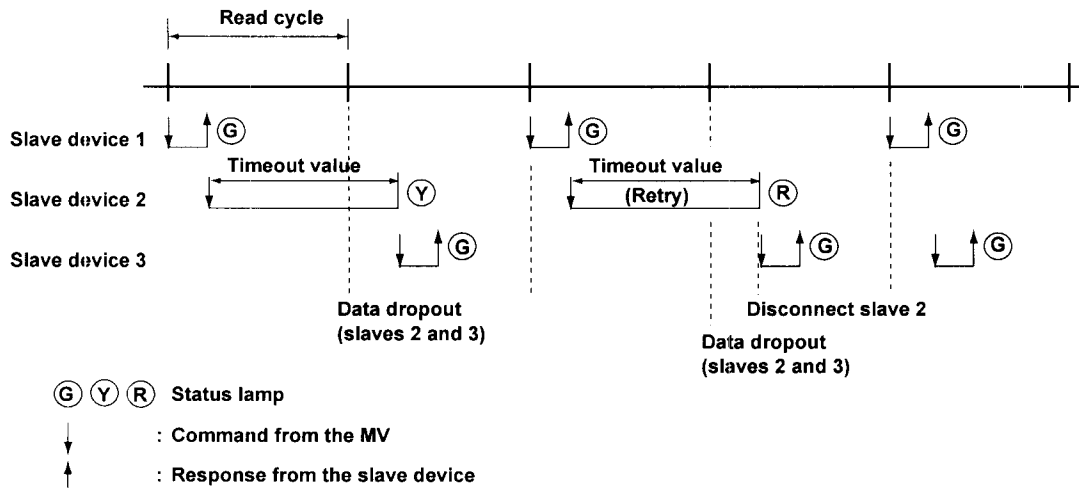 Read cycle
Slave device 1
G
G
G
Timeout value
Timeout value
Slave device 2
Y
(Retry)
R
Slave device 3
G
G
G
Data dropout
(slaves 2 and 3)
Disconnect slave 2
Data dropout
(slaves 2 and 3)
G Y R Status lamp
: Command from the MV
: Response from the slave device